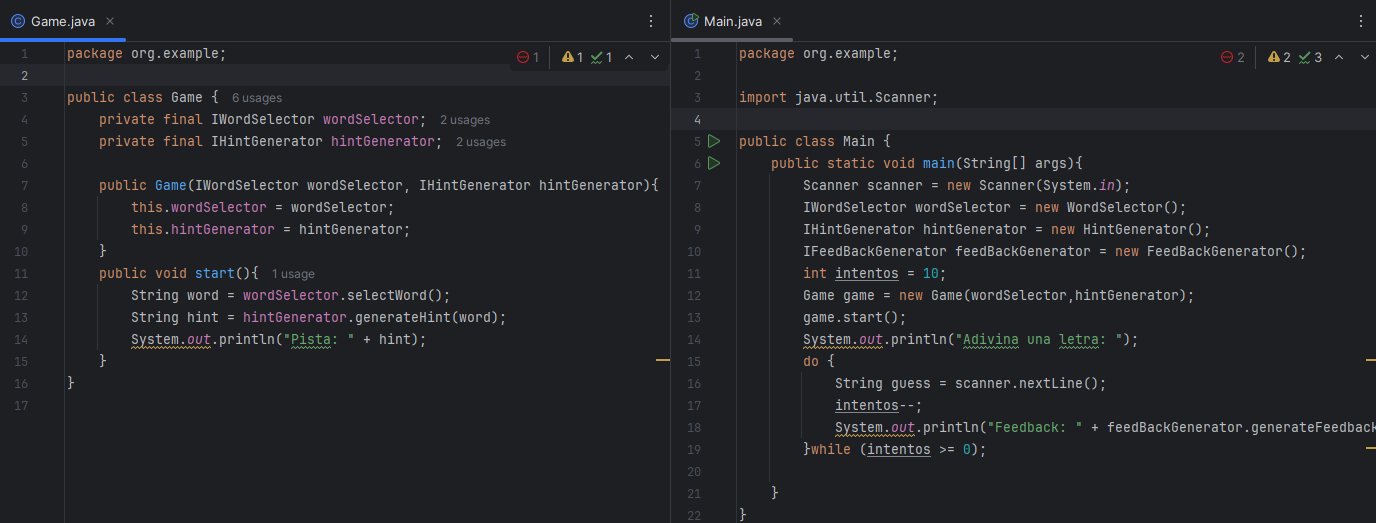 Game.java
1 package org.example;
1 1 1
2
3 public class Game { 6 usages
4 private final IWordSelector wordSelector; 2 usages
5 private final IHintGenerator hintGenerator; 2 usages
6
7 public Game(IWordSelector wordSelector, IHintGenerator hintGenerator){
8 this.wordSelector = wordSelector;
9 this.hintGenerator = hintGenerator;
10 }
11 public void start(){ 1 usage
12 String word = wordSelector.selectWord();
13 String hint = hintGenerator.generateHint(word);
14 System.out.println("Pista: " + hint);
15 }
16 }
17
Main.java
1 package org.example;
2 2 3
2
3 import java.util.Scanner;
4
5 public class Main {
6 public static void main(String[] args){
7 Scanner scanner = new Scanner(System.in);
8 IWordSelector wordSelector = new WordSelector();
9 IHintGenerator hintGenerator = new HintGenerator();
10 IFeedBackGenerator feedBackGenerator = new FeedBackGenerator();
11 int intentos = 10;
12 Game game = new Game(wordSelector,hintGenerator);
13 game.start();
14 System.out.println("Adivina una letra: ");
15 do {
16 String guess = scanner.nextLine();
17 intentos--;
18 System.out.println("Feedback: " + feedBackGenerator.generateFeedback
19 }while (intentos >= 0);
20
21 }
22 }